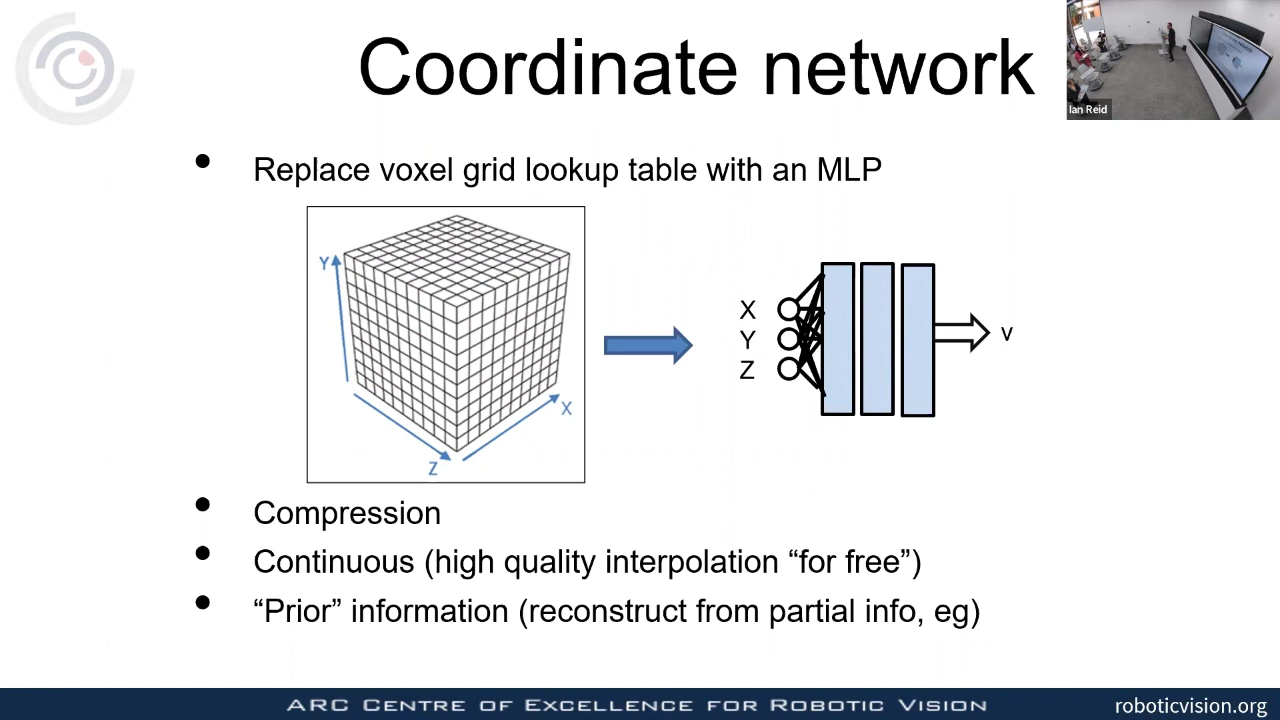 Coordinate network
Ian Reid
• Replace voxel grid lookup table with an MLP
Y
X
Z
X
Y
Z
v
• Compression
• Continuous (high quality interpolation “for free”)
• “Prior” information (reconstruct from partial info, eg)
ARC Centre of Excellence for Robotic Vision
roboticvision.org